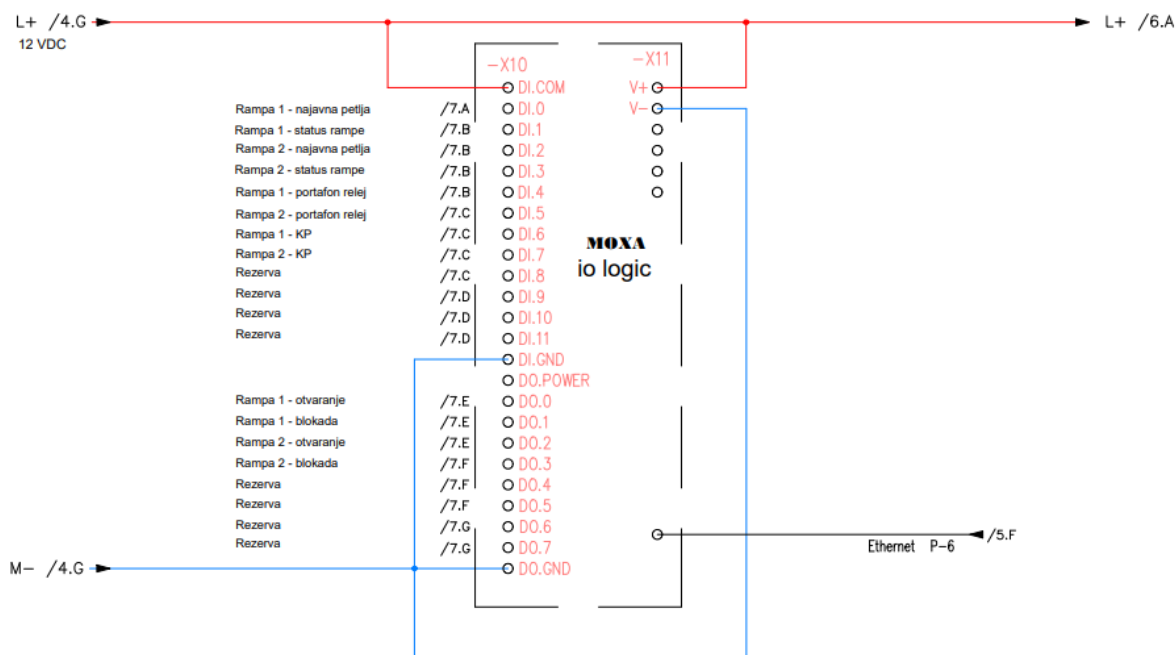 L+ /4.G
L+ /6.A
12 VDC
-X10
-X11
DI.COM
V+
Rampa 1 - najavna petlja /7.A DI.0
V-
Rampa 1 - status rampe /7.B DI.1
Rampa 2 - najavna petlja /7.B DI.2
Rampa 2 - status rampe /7.B DI.3
Rampa 1 - portafon relej /7.B DI.4
Rampa 2 - portafon relej /7.C DI.5
Rampa 1 - KP /7.C DI.6
MOXA
Rampa 2 - KP /7.C DI.7
io logic
Rezerva /7.C DI.8
Rezerva /7.D DI.9
Rezerva /7.D DI.10
Rezerva /7.D DI.11
DI.GND
DO.POWER
Rampa 1 - otvaranje /7.E DO.0
Rampa 1 - blokada /7.E DO.1
Rampa 2 - otvaranje /7.E DO.2
Rampa 2 - blokada /7.F DO.3
Rezerva /7.F DO.4
Rezerva /7.F DO.5
Rezerva /7.G DO.6
/5.F
Rezerva /7.G DO.7
Ethernet P-6
M- /4.G
DO.GND